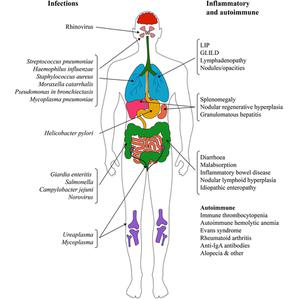 Infections
Rhinovirus
Streptococcus pneumoniae
Haemophilus influenzae
Staphylococcus aureus
Moraxella catarrhalis
Pseudomonas in bronchiectasis
Mycoplasma pneumoniae
Helicobacter pylori
Giardia enteritis
Salmonella
Campylobacter jejuni
Norovirus
Ureaplasma
Mycoplasma
Inflammatory
and autoimmune
LIP
GLILD
Lymphadenopathy
Nodules/opacities
Splenomegaly
Nodular regenerative hyperplasia
Granulomatous hepatitis
Diarrhoea
Malabsorption
Inflammatory bowel disease
Nodular lymphoid hyperplasia
Idiopathic enteropathy
Autoimmune
Immune thrombocytopenia
Autoimmune hemolytic anemia
Evans syndrome
Rheumatoid arthritis
Anti-IgA antibodies
Alopecia & other